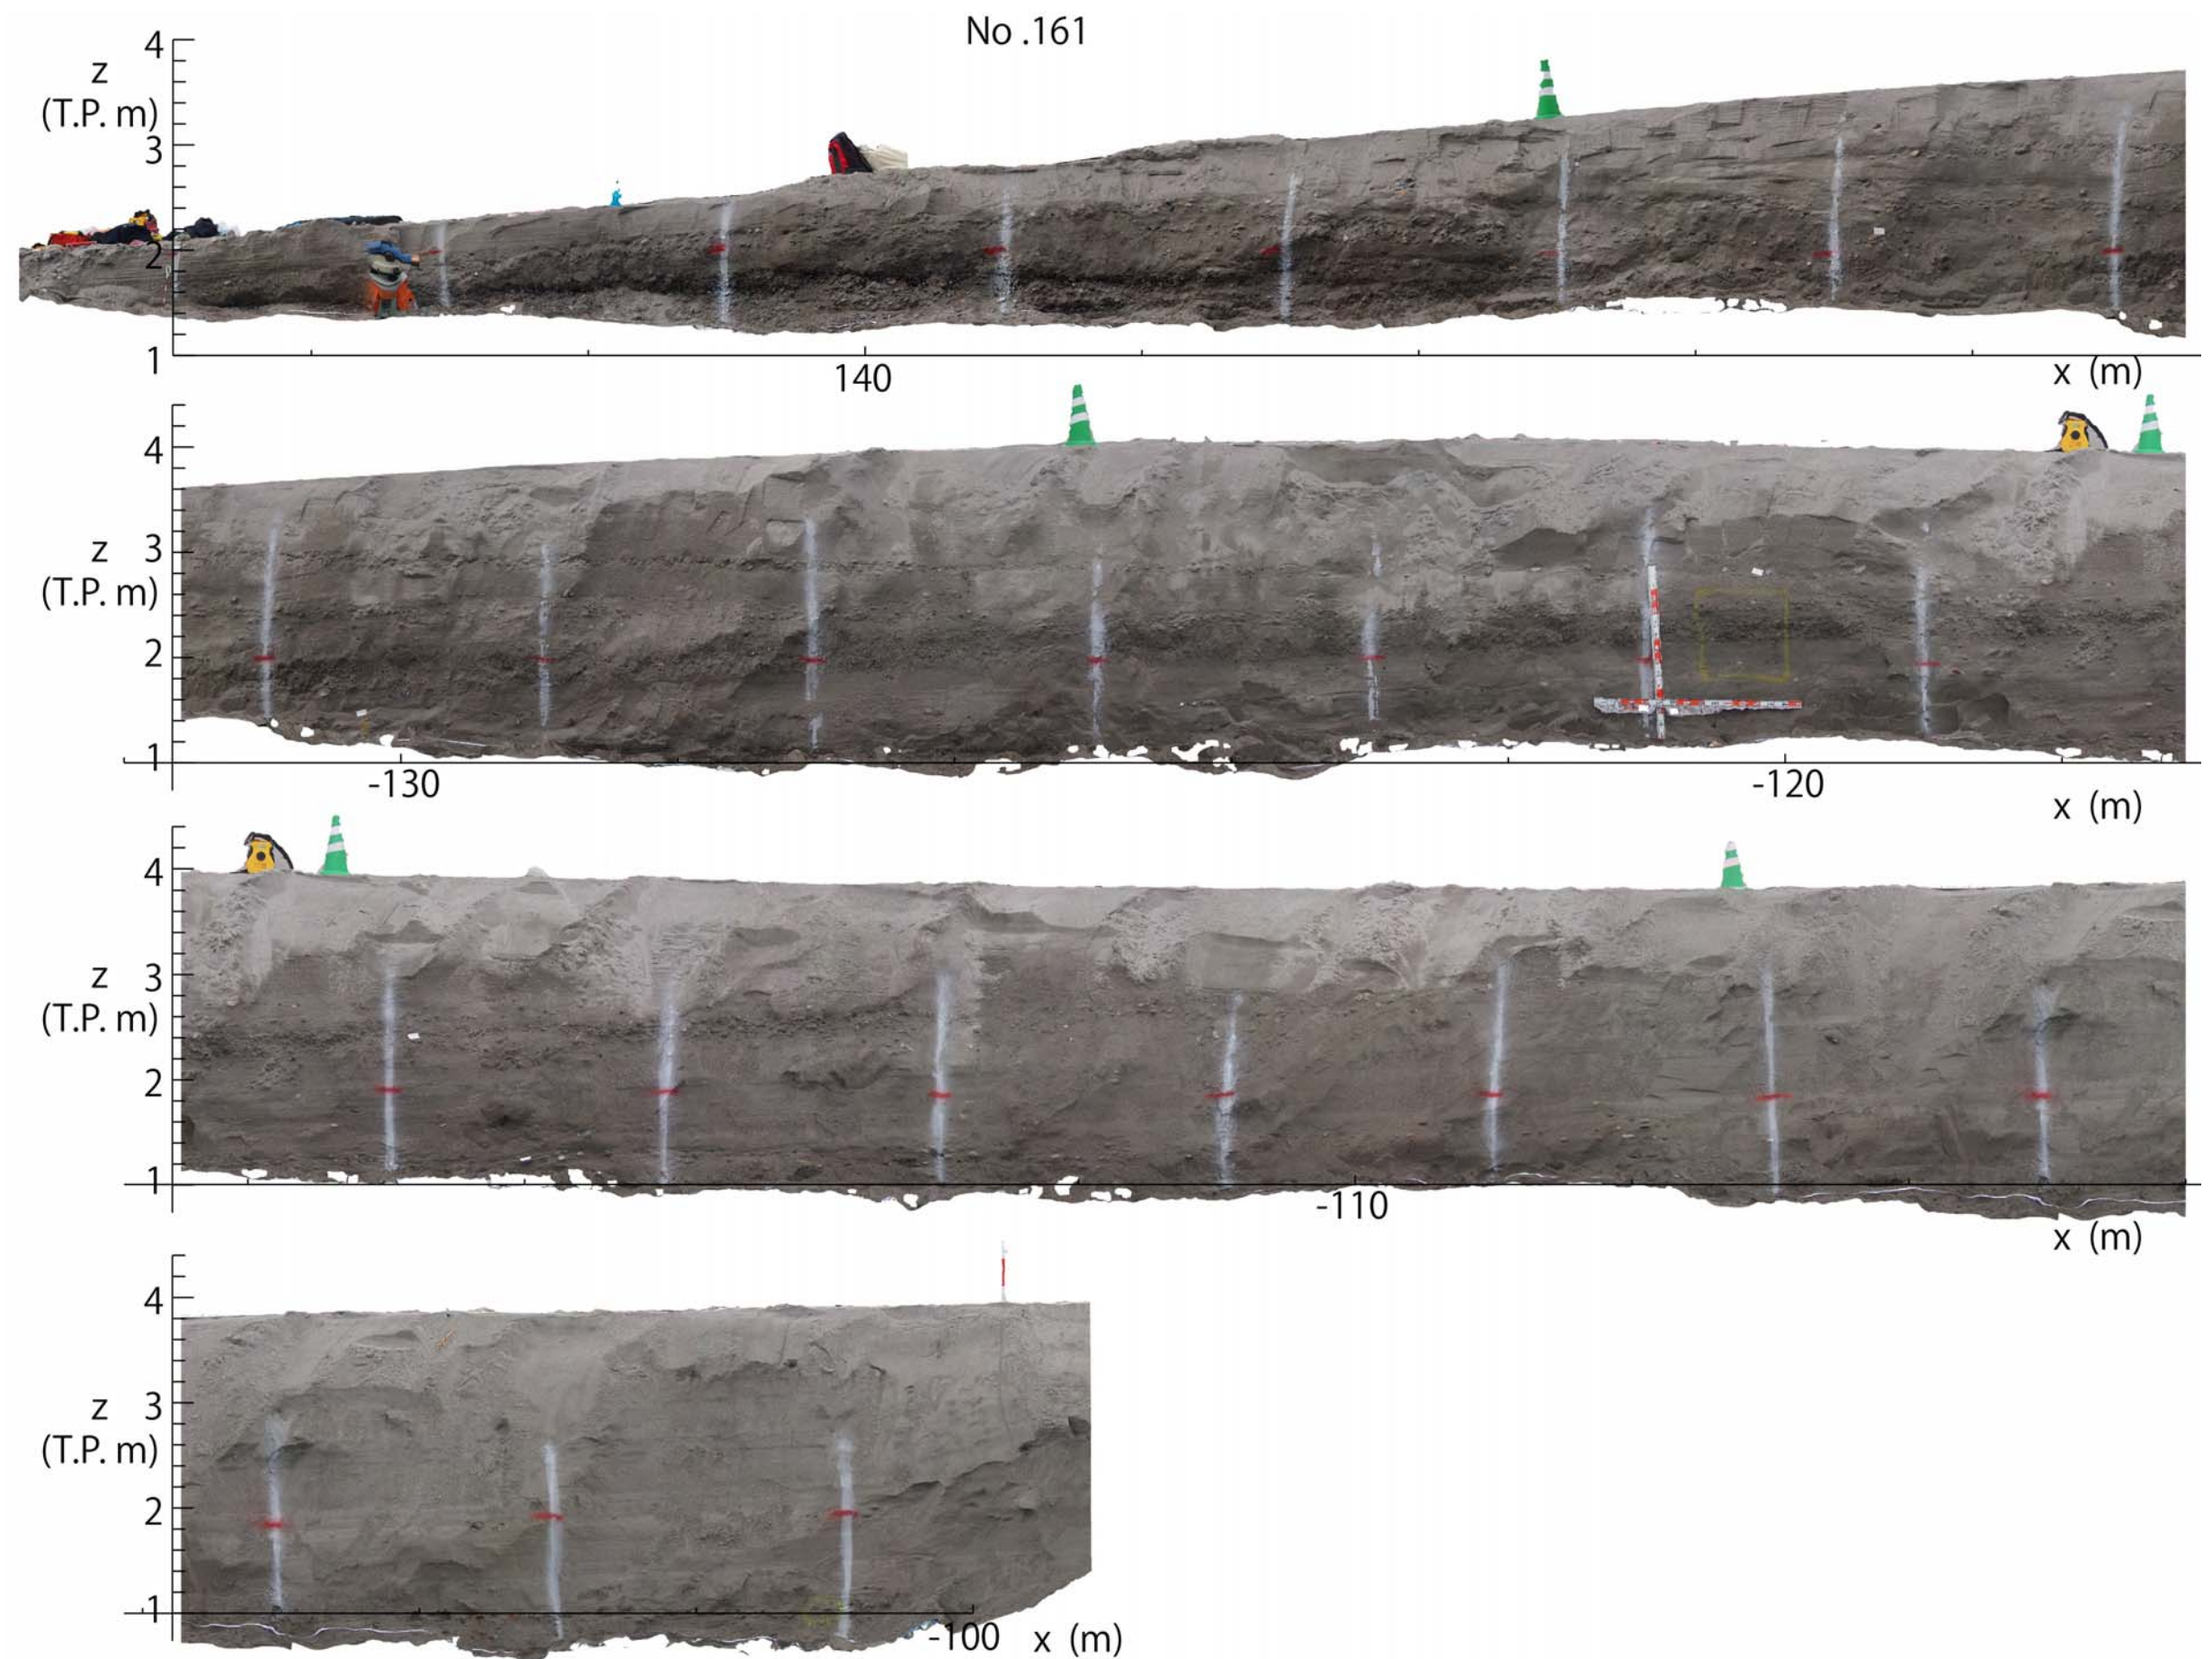 No .161
4
z
(T.P. m)
3
2
1
140
x (m)
4
z 3
(T.P. m)
2
1
-130
-120
x (m)
4
z 3
(T.P. m)
2
1
-110
x (m)
4
z 3
(T.P. m)
2
1
-100 x (m)